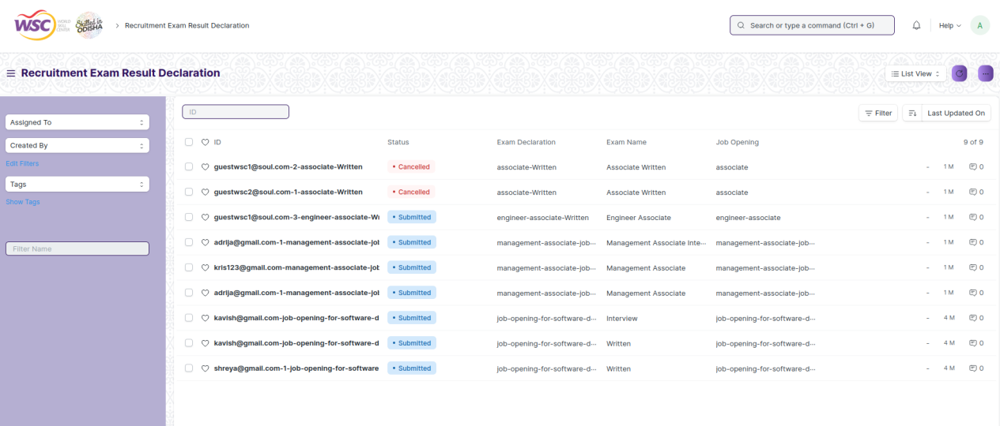 WSC WORLD SKILL CENTER Skilled in ODISHA > Recruitment Exam Result Declaration Search or type a command (Ctrl + G) Help A
Recruitment Exam Result Declaration List View
Assigned To
Created By
Edit Filters
Tags
Show Tags
Filter Name
ID Filter Last Updated On
ID Status Exam Declaration Exam Name Job Opening 9 of 9
guestwsc1@soul.com-2-associate-Written • Cancelled associate-Written Associate Written associate - 1 M 0
guestwsc2@soul.com-1-associate-Written • Cancelled associate-Written Associate Written associate - 1 M 0
guestwsc1@soul.com-3-engineer-associate-Wr • Submitted engineer-associate-Written Engineer Associate engineer-associate - 1 M 0
adrija@gmail.com-1-management-associate-jol • Submitted management-associate-job... Management Associate Inte... management-associate-job... - 1 M 0
kris123@gmail.com-management-associate-jot • Submitted management-associate-job... Management Associate management-associate-job... - 1 M 0
adrija@gmail.com-1-management-associate-jol • Submitted management-associate-job... Management Associate management-associate-job... - 1 M 0
kavish@gmail.com-job-opening-for-software-d • Submitted job-opening-for-software-d... Interview job-opening-for-software-d... - 4 M 0
kavish@gmail.com-job-opening-for-software-d • Submitted job-opening-for-software-d... Written job-opening-for-software-d... - 4 M 0
shreya@gmail.com-1-job-opening-for-software • Submitted job-opening-for-software-d... Written job-opening-for-software-d... - 4 M 0